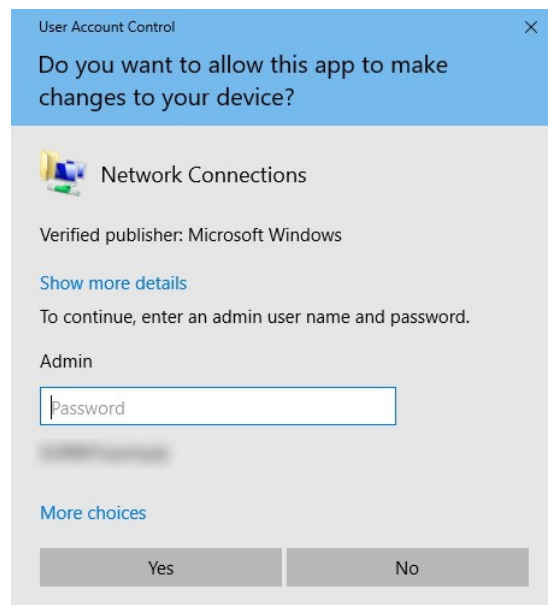 User Account Control
Do you want to allow this app to make
changes to your device?
Network Connections
Verified publisher: Microsoft Windows
Show more details
To continue, enter an admin user name and password.
Admin
Password
More choices
Yes
No